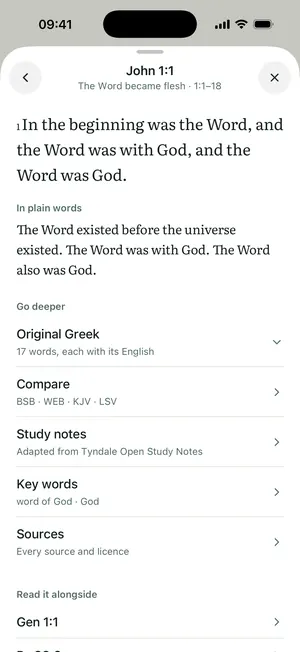 09:41
John 1:1
The Word became flesh · 1:1–18
1 In the beginning was the Word, and
the Word was with God, and the
Word was God.
In plain words
The Word existed before the universe
existed. The Word was with God. The Word
also was God.
Go deeper
Original Greek
17 words, each with its English
Compare
BSB · WEB · KJV · LSV
Study notes
Adapted from Tyndale Open Study Notes
Key words
word of God · God
Sources
Every source and licence
Read it alongside
Gen 1:1